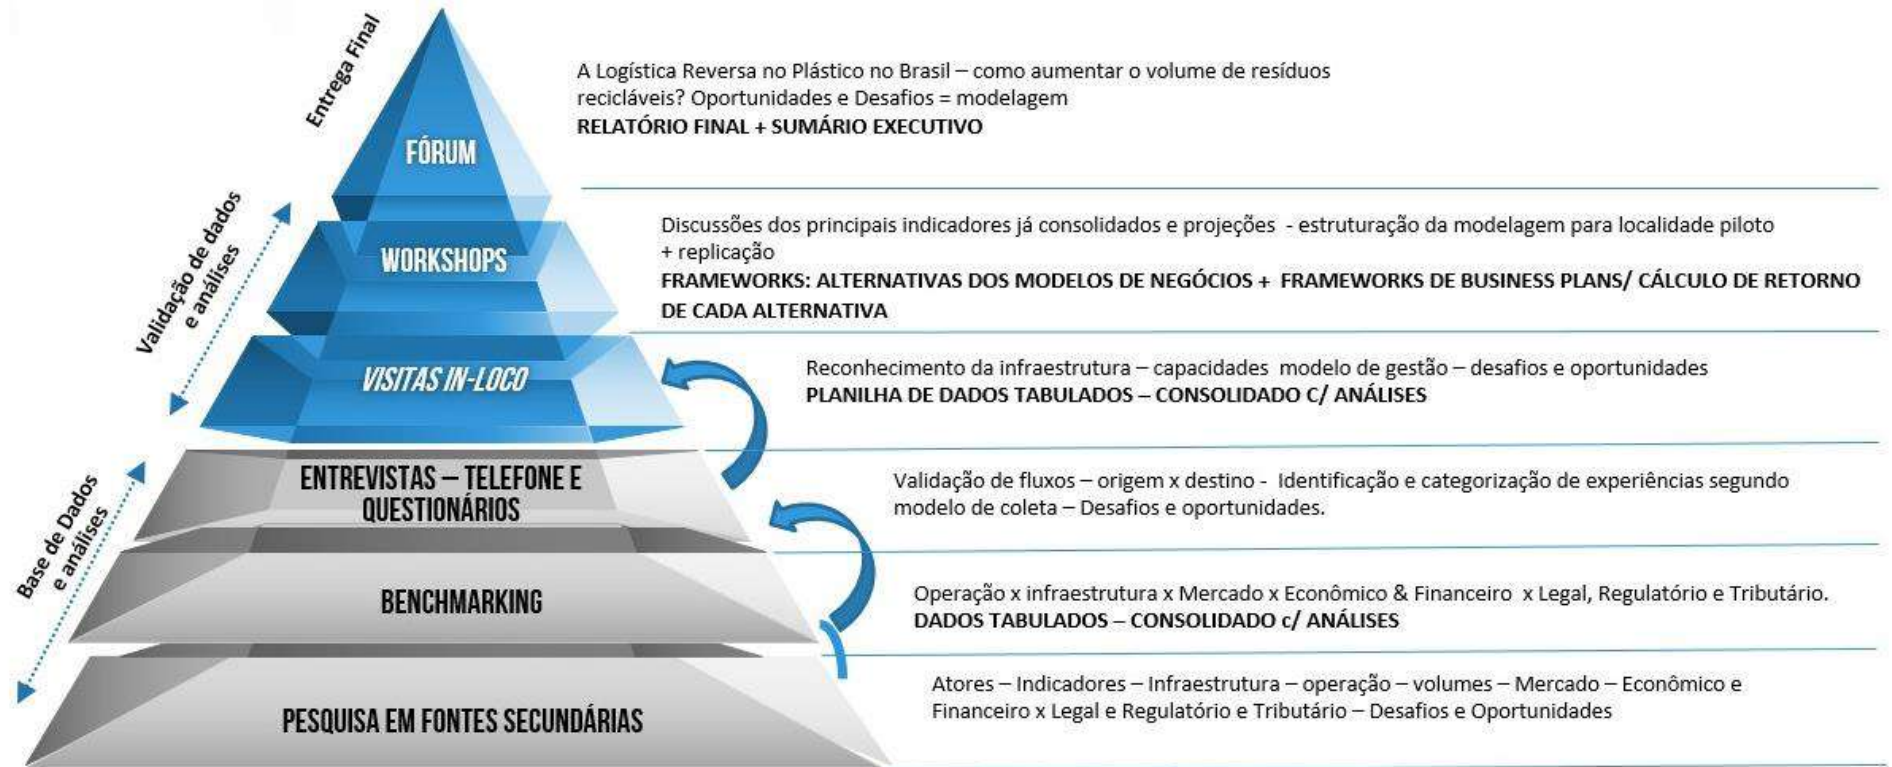 Entrega Final
FÓRUM
A Logística Reversa no Plástico no Brasil – como aumentar o volume de resíduos
recicláveis? Oportunidades e Desafios = modelagem
RELATÓRIO FINAL + SUMÁRIO EXECUTIVO
Validação de dados
e análises
WORKSHOPS
Discussões dos principais indicadores já consolidados e projeções - estruturação da modelagem para localidade piloto
+ replicação
FRAMEWORKS: ALTERNATIVAS DOS MODELOS DE NEGÓCIOS + FRAMEWORKS DE BUSINESS PLANS/ CÁLCULO DE RETORNO
DE CADA ALTERNATIVA
VISITAS IN-LOCO
Reconhecimento da infraestrutura – capacidades modelo de gestão – desafios e oportunidades
PLANILHA DE DADOS TABULADOS – CONSOLIDADO C/ ANÁLISES
Base de Dados
e análises
ENTREVISTAS – TELEFONE E
QUESTIONÁRIOS
Validação de fluxos – origem x destino - Identificação e categorização de experiências segundo
modelo de coleta – Desafios e oportunidades.
BENCHMARKING
Operação x infraestrutura x Mercado x Econômico & Financeiro x Legal, Regulatório e Tributário.
DADOS TABULADOS – CONSOLIDADO c/ ANÁLISES
PESQUISA EM FONTES SECUNDÁRIAS
Atores – Indicadores – Infraestrutura – operação – volumes – Mercado – Econômico e
Financeiro x Legal e Regulatório e Tributário – Desafios e Oportunidades